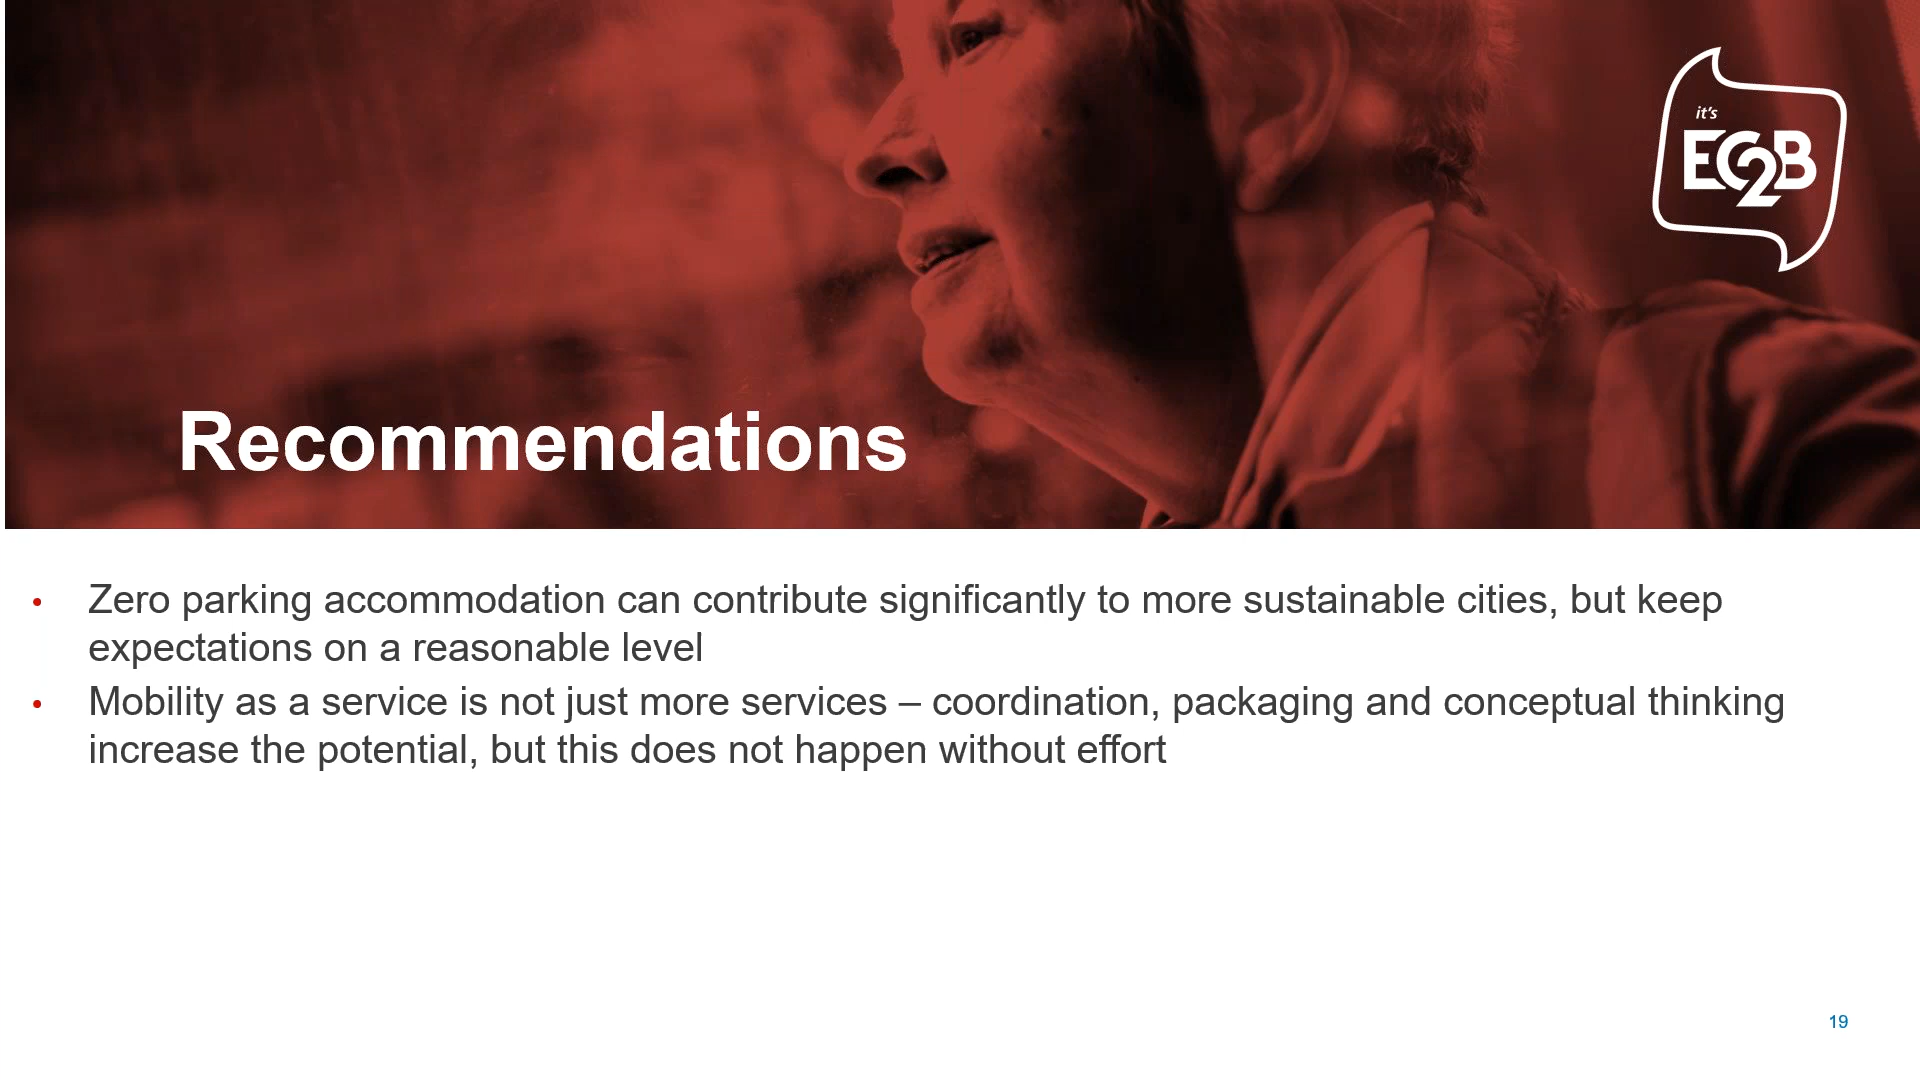 it's
EC2B
Recommendations
• Zero parking accommodation can contribute significantly to more sustainable cities, but keep
expectations on a reasonable level
• Mobility as a service is not just more services – coordination, packaging and conceptual thinking
increase the potential, but this does not happen without effort
19